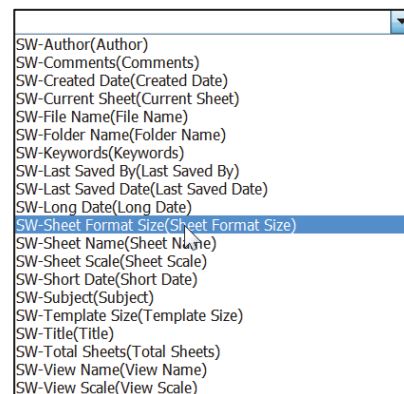 SW-Author(Author)
SW-Comments(Comments)
SW-Created Date(Created Date)
SW-Current Sheet(Current Sheet)
SW-File Name(File Name)
SW-Folder Name(Folder Name)
SW-Keywords(Keywords)
SW-Last Saved By(Last Saved By)
SW-Last Saved Date(Last Saved Date)
SW-Long Date(Long Date)
SW-Sheet Format Size(Sheet Format Size)
SW-Sheet Name(Sheet Name)
SW-Sheet Scale(Sheet Scale)
SW-Short Date(Short Date)
SW-Subject(Subject)
SW-Template Size(Template Size)
SW-Title(Title)
SW-Total Sheets(Total Sheets)
SW-View Name(View Name)
SW-View Scale(View Scale)